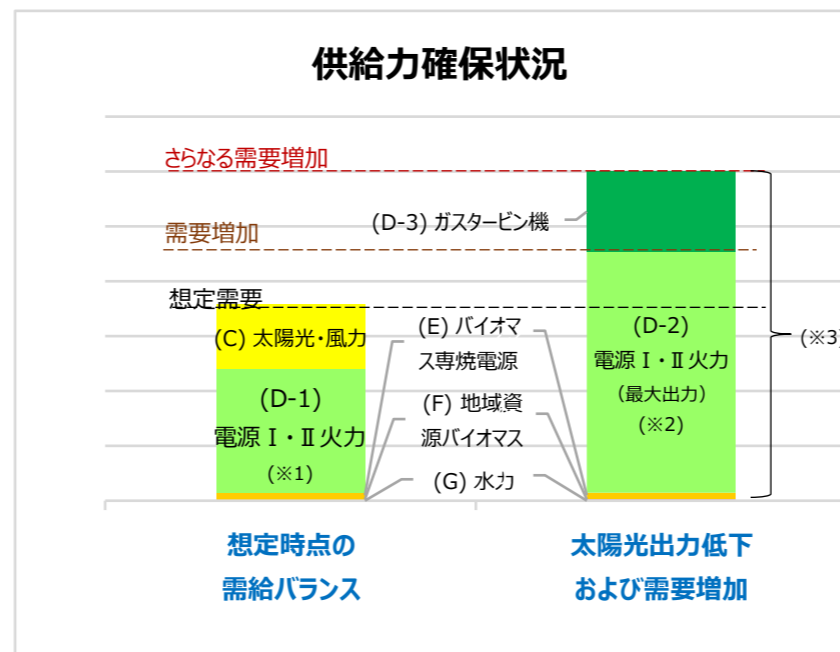 供給力確保状況
さらなる需要増加
(D-3) ガスタービン機
需要増加
想定需要
(C) 太陽光・風力
(D-1)
電源Ⅰ・Ⅱ火力
(※1)
(E) バイオマ
ス専焼電源
(F) 地域資
源バイオマス
(G) 水力
(D-2)
電源Ⅰ・Ⅱ火力
(最大出力)
(※2)
(※3)
想定時点の
需給バランス
太陽光出力低下
および需要増加